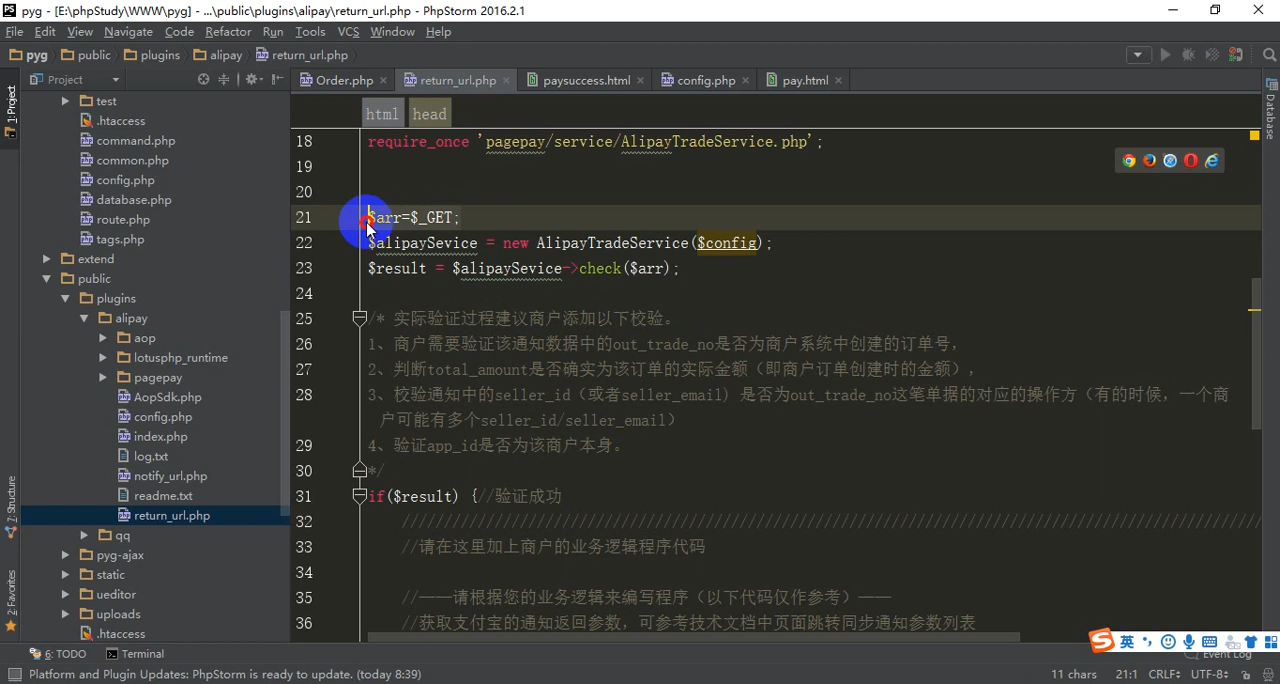 pyg - [E:\phpStudy\WWW\pyg] - ...\public\plugins\alipay\return_url.php - PhpStorm 2016.2.1
File Edit View Navigate Code Refactor Run Tools VCS Window Help
pyg public plugins alipay return_url.php
Project
Order.php return_url.php paysuccess.html config.php pay.html
1: Project
7: Structure
2: Favorites
Database
test
.htaccess
command.php
common.php
config.php
database.php
route.php
tags.php
extend
public
plugins
alipay
aop
lotusphp_runtime
pagepay
AopSdk.php
config.php
index.php
log.txt
notify_url.php
readme.txt
return_url.php
qq
pyg-ajax
static
ueditor
uploads
.htaccess
html head
18 require_once 'pagepay/service/AlipayTradeService.php';
19
20
21 $arr=$_GET;
22 $alipaySevice = new AlipayTradeService($config);
23 $result = $alipaySevice->check($arr);
24
25 /* 实际验证过程建议商户添加以下校验。
26 1、商户需要验证该通知数据中的out_trade_no是否为商户系统中创建的订单号，
27 2、判断total_amount是否确实为该订单的实际金额（即商户订单创建时的金额），
28 3、校验通知中的seller_id（或者seller_email) 是否为out_trade_no这笔单据的对应的操作方（有的时候，一个商
户可能有多个seller_id/seller_email）
29 4、验证app_id是否为该商户本身。
30 */
31 if($result) {//验证成功
32 /////////////////////////////////////////////////////////////////////////////////////
33 //请在这里加上商户的业务逻辑程序代码
34
35 //——请根据您的业务逻辑来编写程序（以下代码仅作参考）——
36 //获取支付宝的通知返回参数，可参考技术文档中页面跳转同步通知参数列表
英
6: TODO Terminal Event Log
Platform and Plugin Updates: PhpStorm is ready to update. (today 8:39) 11 chars 21:1 CRLF UTF-8